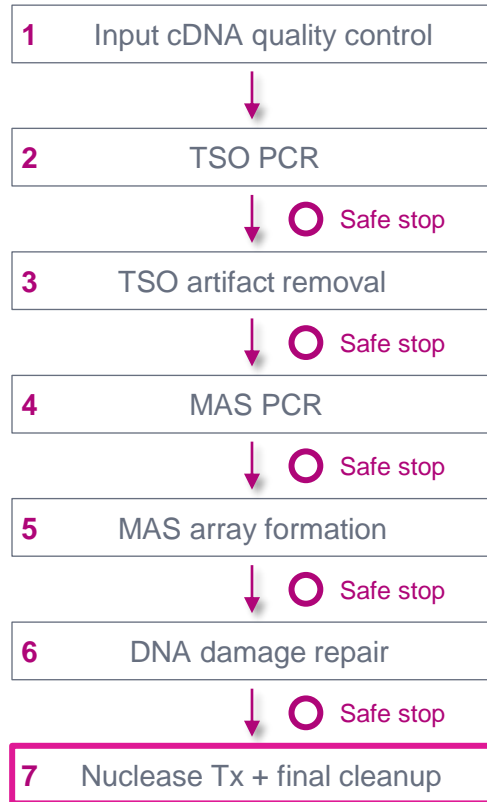 1 Input cDNA quality control
2 TSO PCR
Safe stop
3 TSO artifact removal
Safe stop
4 MAS PCR
Safe stop
5 MAS array formation
Safe stop
6 DNA damage repair
Safe stop
7 Nuclease Tx + final cleanup